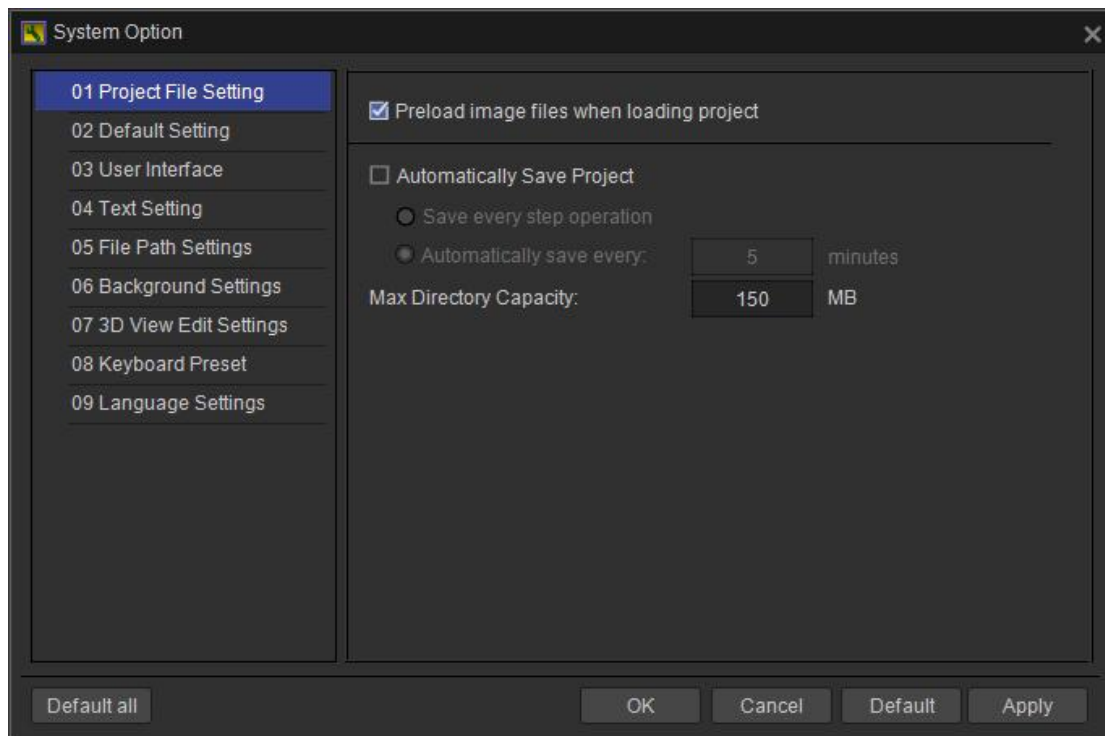 System Option
01 Project File Setting
02 Default Setting
03 User Interface
04 Text Setting
05 File Path Settings
06 Background Settings
07 3D View Edit Settings
08 Keyboard Preset
09 Language Settings
Preload image files when loading project
Automatically Save Project
Save every step operation
Automatically save every: 5 minutes
Max Directory Capacity: 150 MB
Default all OK Cancel Default Apply